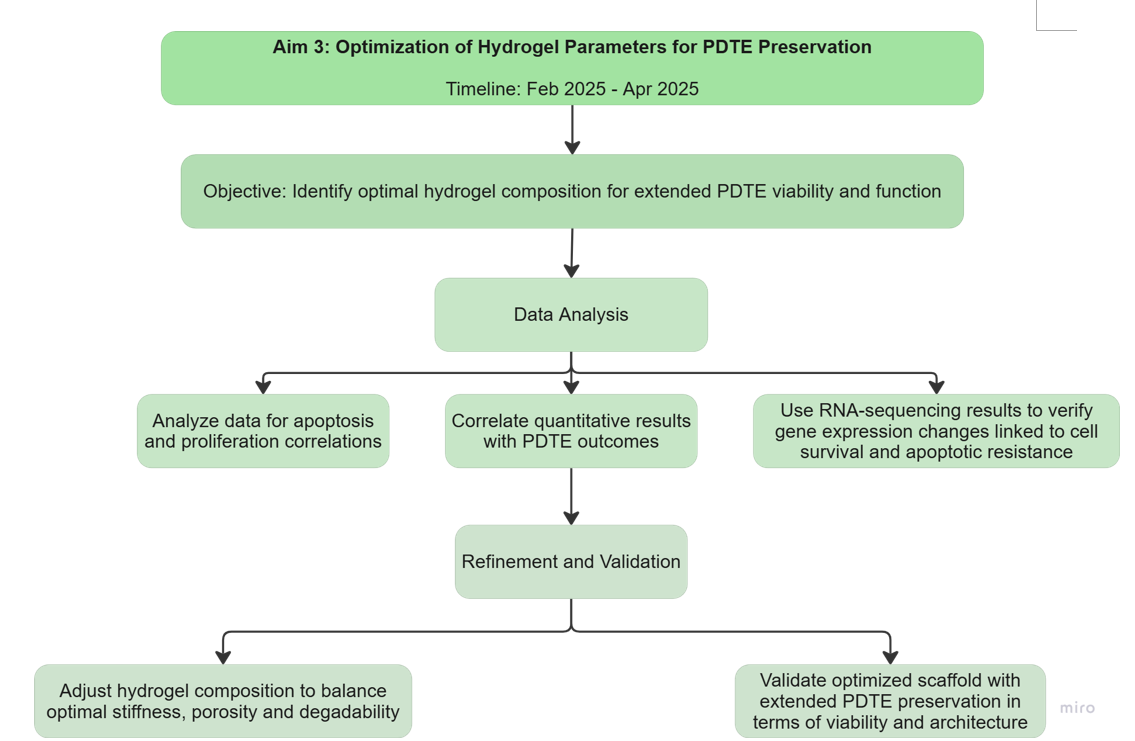 Aim 3: Optimization of Hydrogel Parameters for PDTE Preservation
Timeline: Feb 2025 - Apr 2025
Objective: Identify optimal hydrogel composition for extended PDTE viability and function
Data Analysis
Analyze data for apoptosis
and proliferation correlations
Correlate quantitative results
with PDTE outcomes
Use RNA-sequencing results to verify
gene expression changes linked to cell
survival and apoptotic resistance
Refinement and Validation
Adjust hydrogel composition to balance
optimal stiffness, porosity and degadability
Validate optimized scaffold with
extended PDTE preservation in
terms of viability and architecture
miro